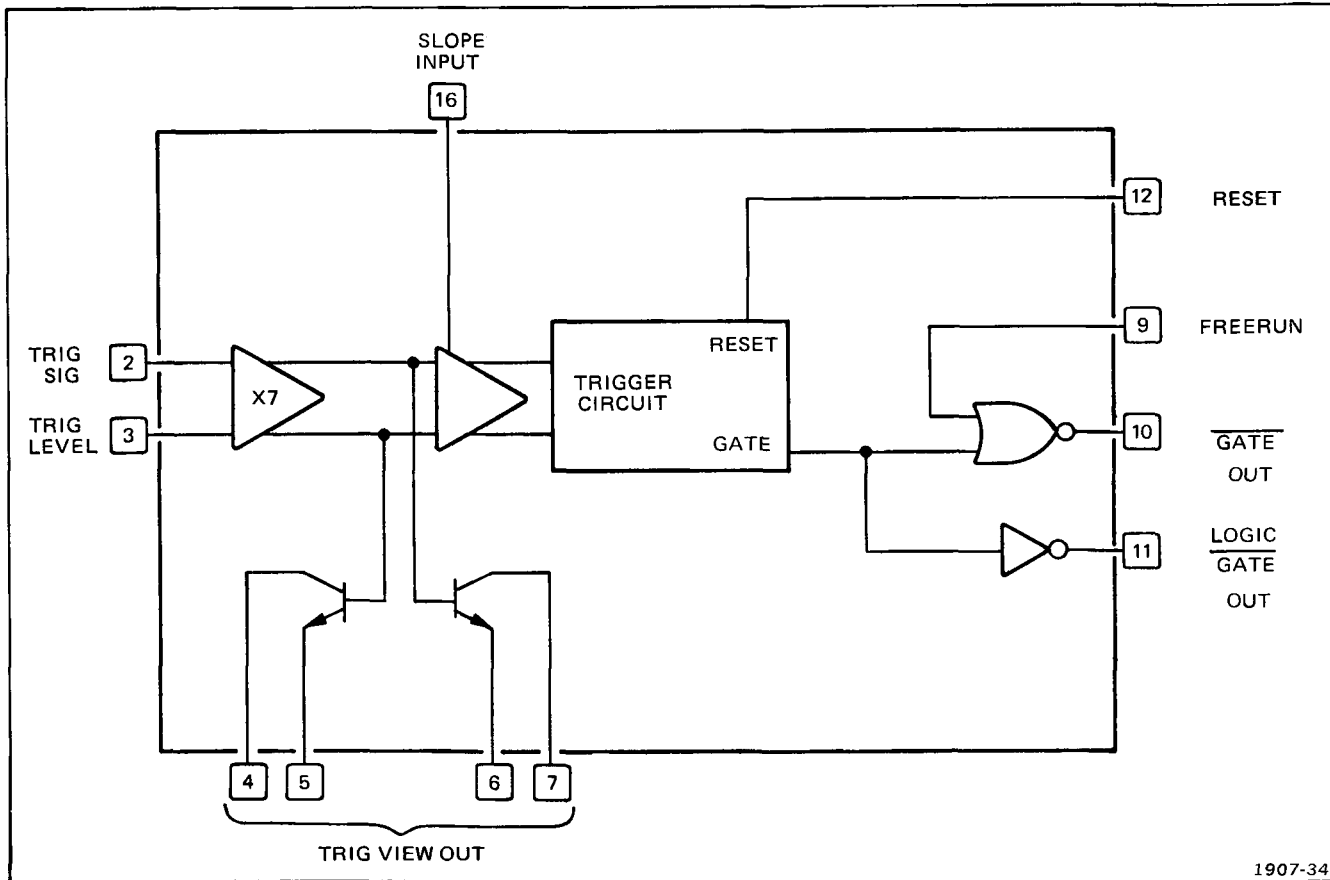 SLOPE
INPUT
16
12 RESET
9 FREERUN
TRIG
SIG
2
X7
RESET
TRIGGER
CIRCUIT
TRIG
LEVEL
3
GATE
10
GATE
OUT
11
LOGIC
GATE
OUT
4 5 6 7
TRIG VIEW OUT
1907-34